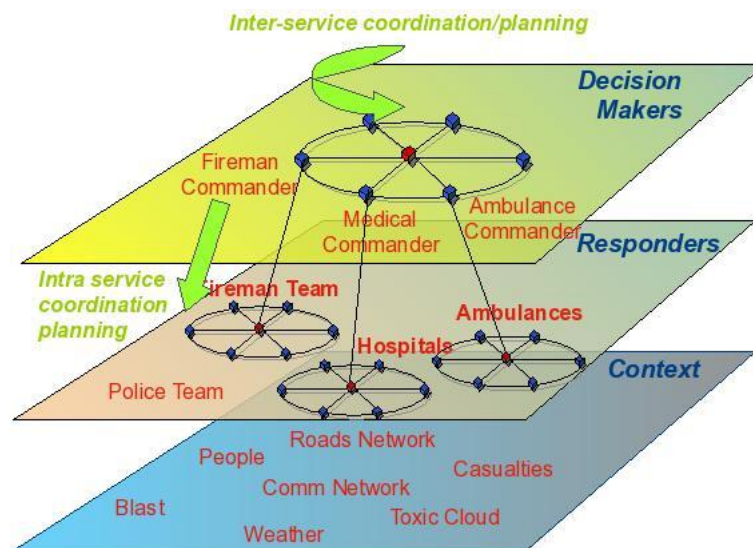 Inter-service coordination/planning
Decision
Makers
Fireman
Commander
Medical
Commander
Ambulance
Commander
Responders
Intra service
coordination
planning
Fireman Team
Ambulances
Hospitals
Police Team
Context
Roads Network
People
Casualties
Comm Network
Blast
Toxic Cloud
Weather